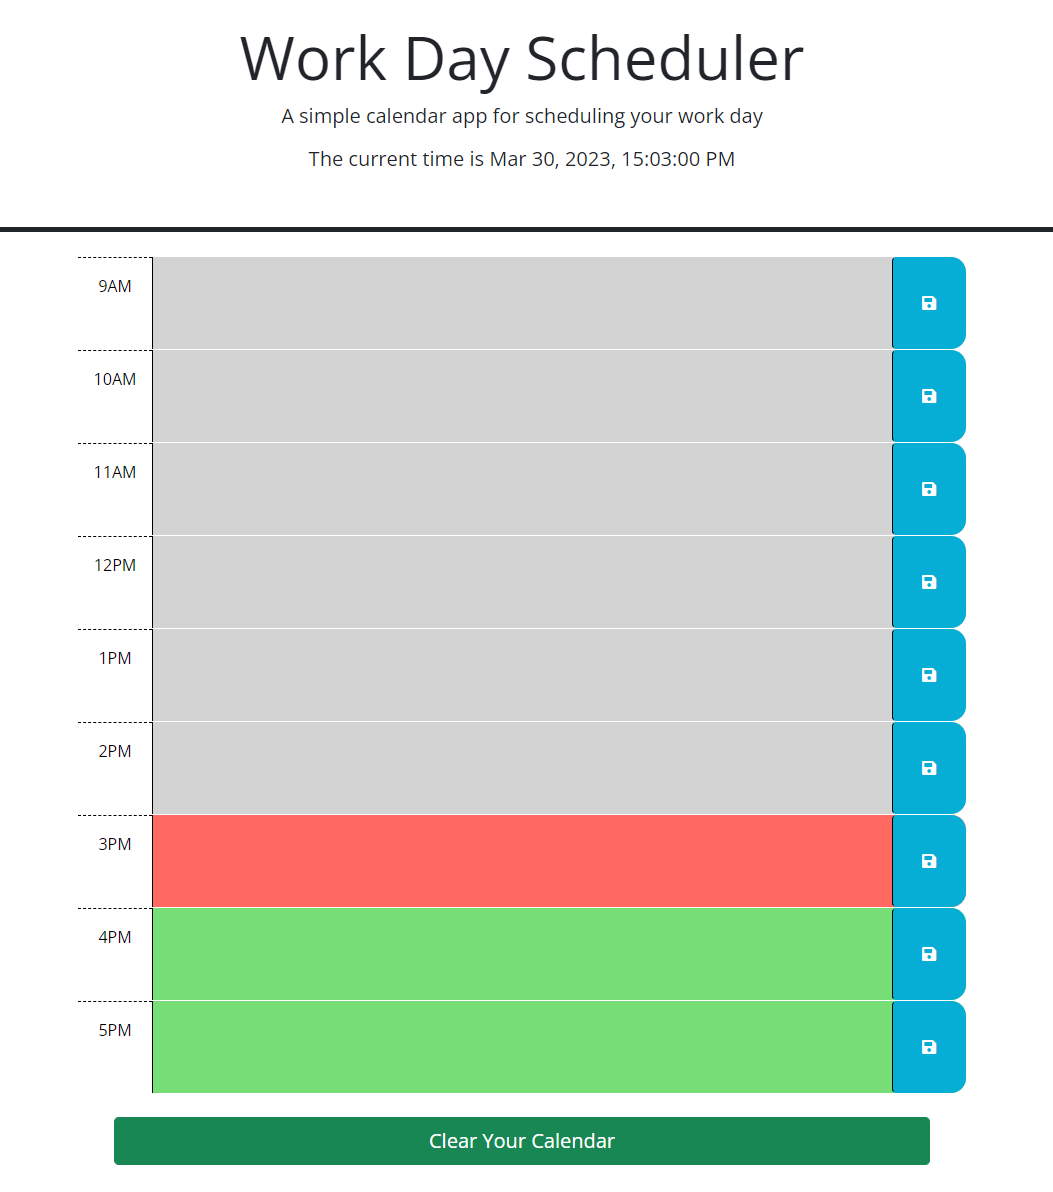 Work Day Scheduler
A simple calendar app for scheduling your work day
The current time is Mar 30, 2023, 15:03:00 PM
9AM
10AM
11AM
12PM
1PM
2PM
3PM
4PM
5PM
Clear Your Calendar